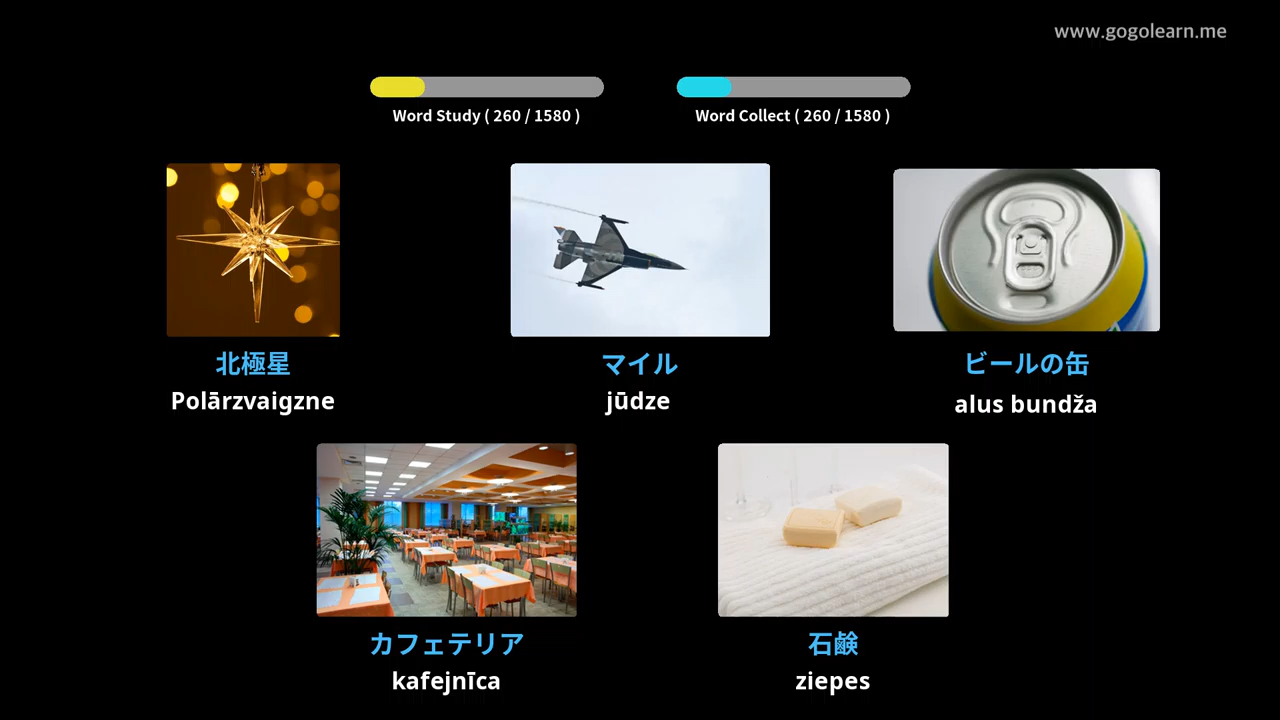 www.gogolearn.me
Word Study ( 260 / 1580 )
Word Collect ( 260 / 1580 )
北極星
Polārzvaigzne
マイル
jūdze
ビールの缶
alus bundža
カフェテリア
kafejnīca
石鹸
ziepes